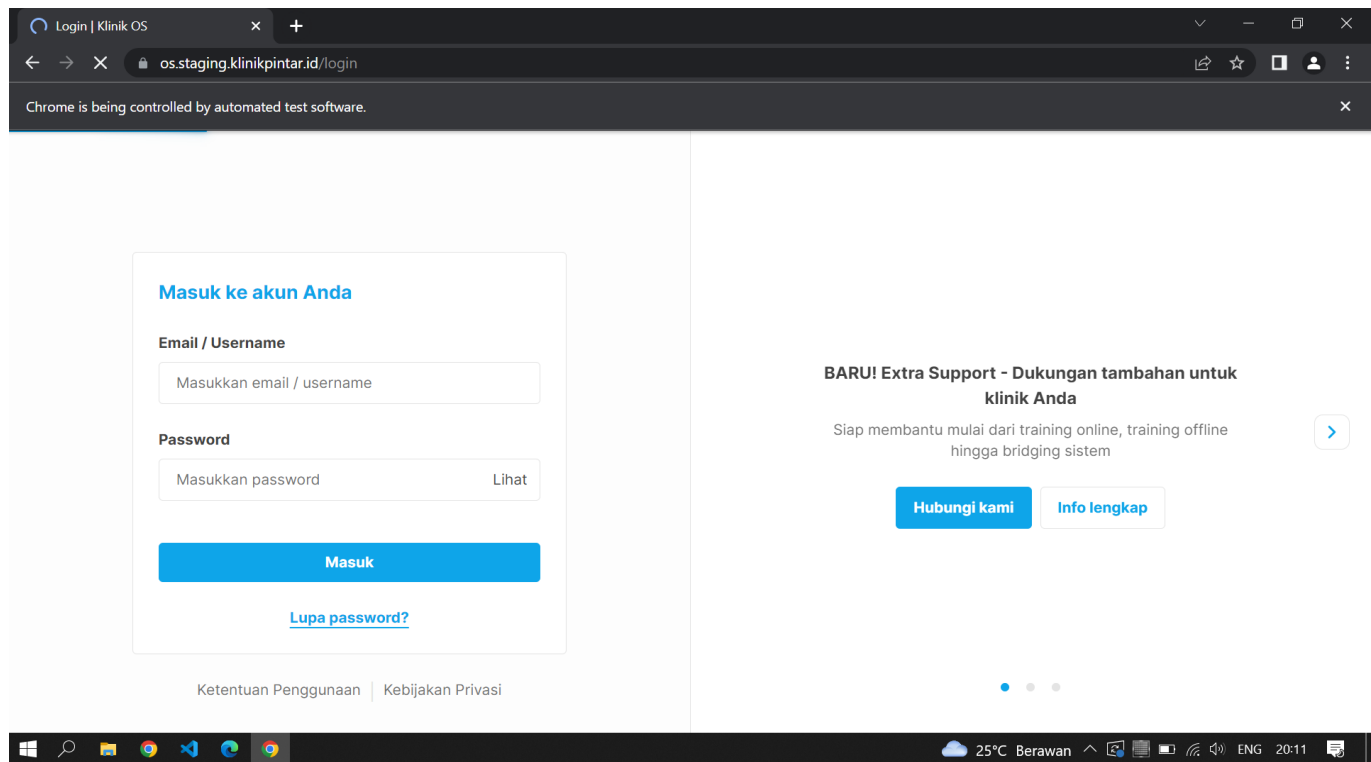 Login | Klinik OS
os.staging.klinikpintar.id/login
Chrome is being controlled by automated test software.
Masuk ke akun Anda
Email / Username
Masukkan email / username
Password
Masukkan password
Lihat
Masuk
Lupa password?
Ketentuan Penggunaan
Kebijakan Privasi
BARU! Extra Support - Dukungan tambahan untuk
klinik Anda
Siap membantu mulai dari training online, training offline
hingga bridging sistem
Hubungi kami
Info lengkap
25°C Berawan
ENG
20:11